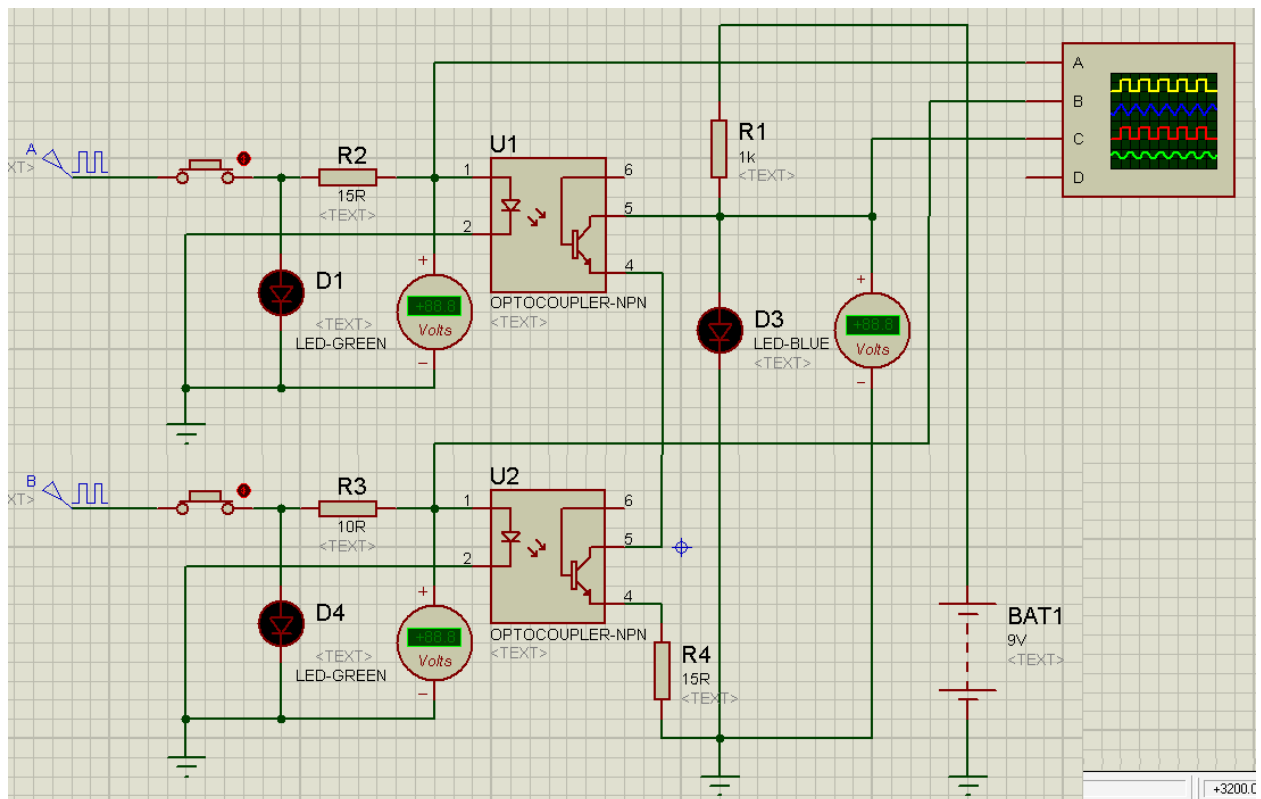 A
XT>
R2
15R
<TEXT>
1
2
U1
6
5
4
OPTOCOUPLER-NPN
<TEXT>
D1
<TEXT>
LED-GREEN
+
+88.8
Volts
−
R1
1k
<TEXT>
D3
LED-BLUE
<TEXT>
+
+88.8
Volts
−
A
B
C
D
B
XT>
R3
10R
<TEXT>
1
2
U2
6
5
4
OPTOCOUPLER-NPN
<TEXT>
D4
<TEXT>
LED-GREEN
+
+88.8
Volts
−
R4
15R
<TEXT>
BAT1
9V
<TEXT>